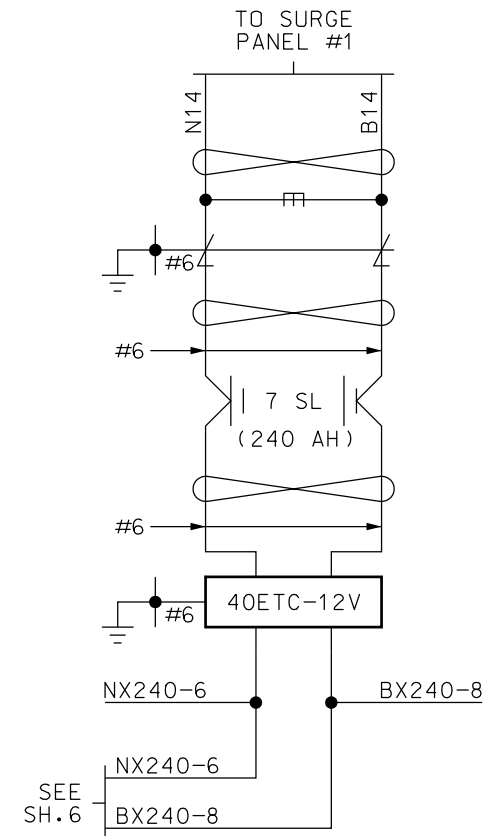 TO SURGE
PANEL #1
N14
B14
#6
#6
7 SL
(240 AH)
#6
40ETC-12V
#6
NX240-6
BX240-8
NX240-6
SEE
SH.6
BX240-8